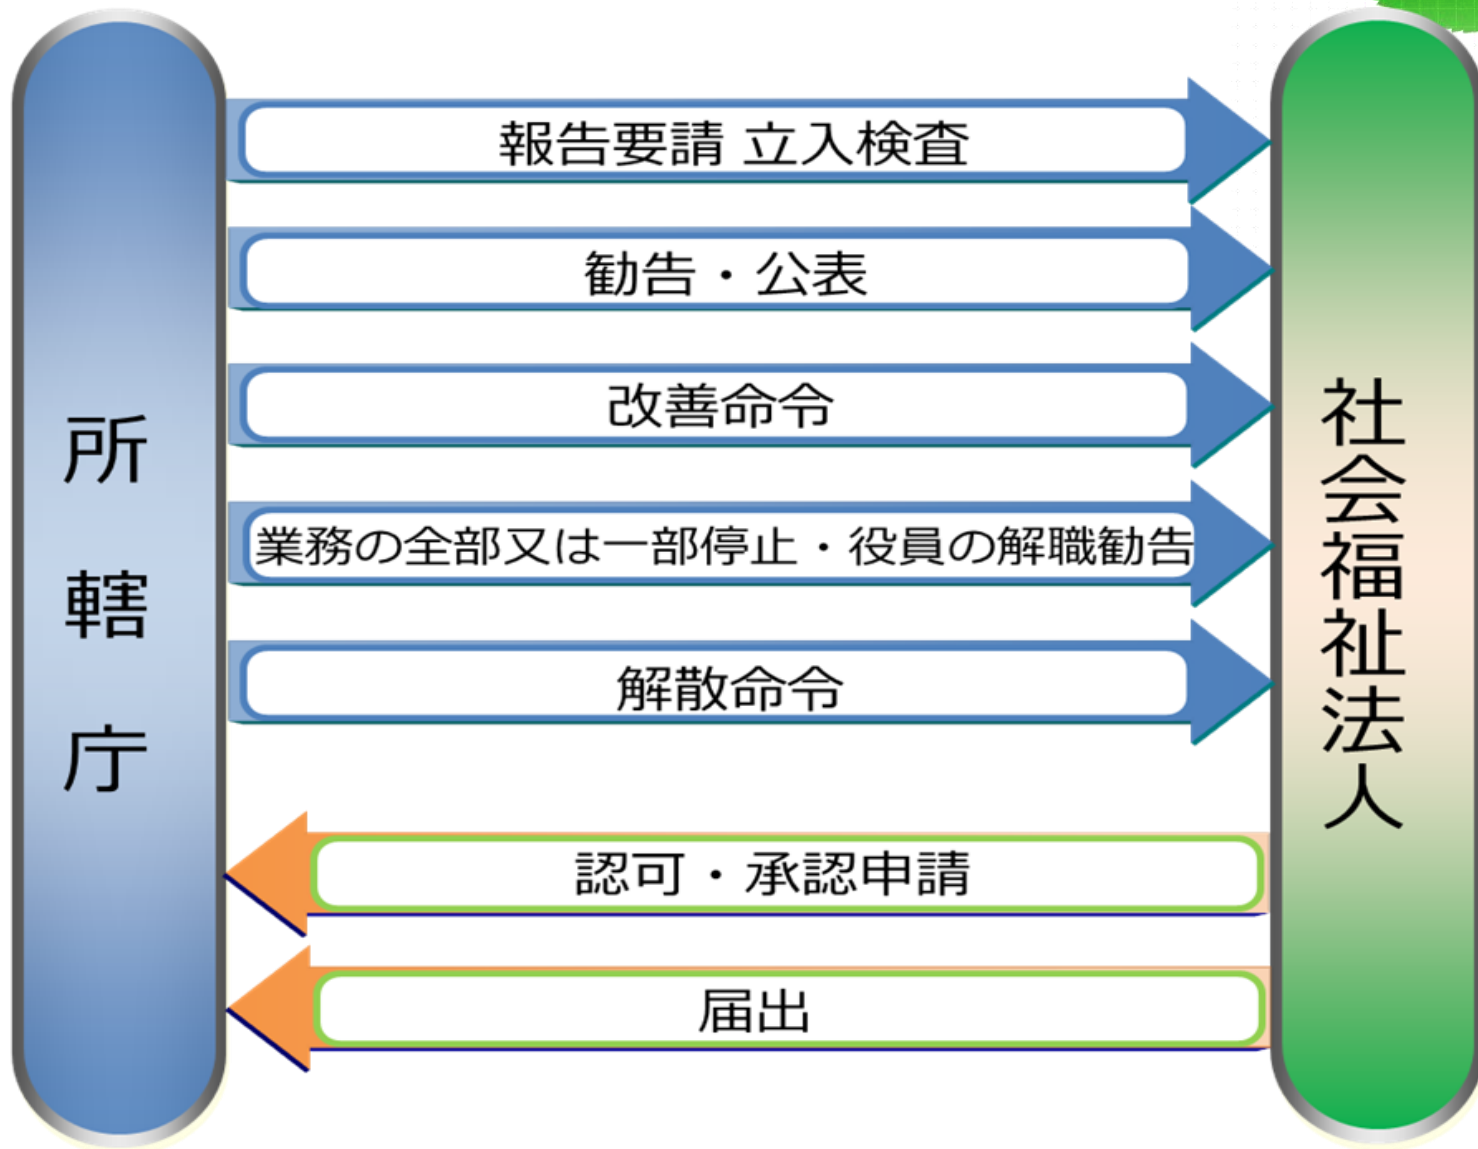 所轄庁
報告要請 立入検査
勧告・公表
改善命令
業務の全部又は一部停止・役員の解職勧告
解散命令
認可・承認申請
届出
社会福祉法人